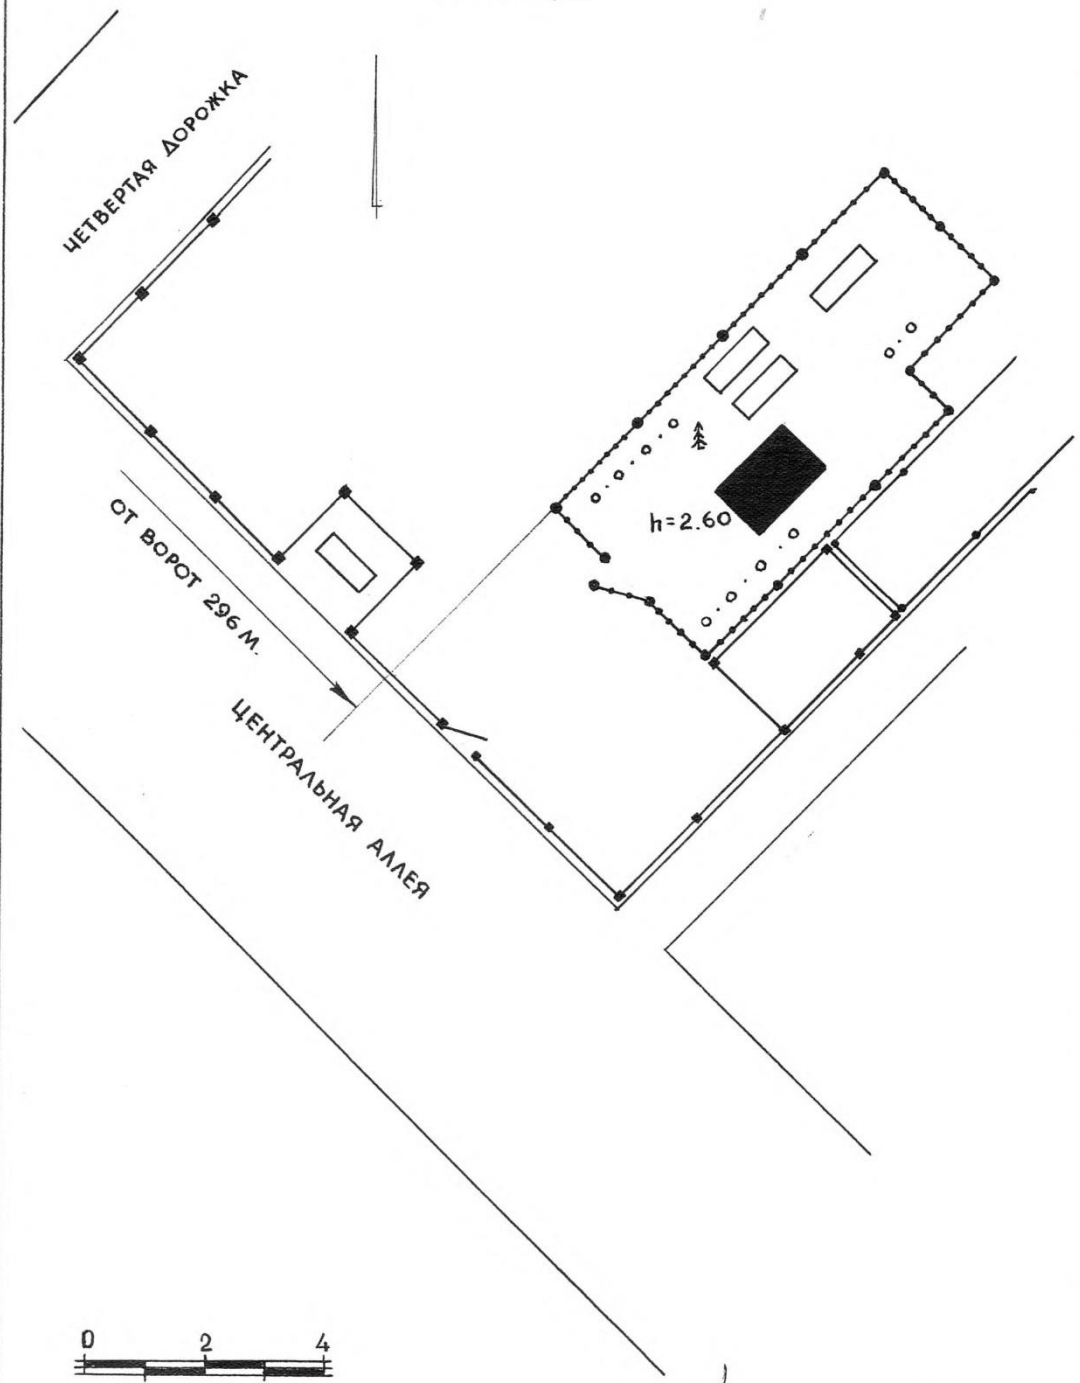 ЧЕТВЕРТАЯ ДОРОЖКА
ОТ ВОРОТ 296 М.
h=2.60
ЦЕНТРАЛЬНАЯ АЛЛЕЯ
0 2 4